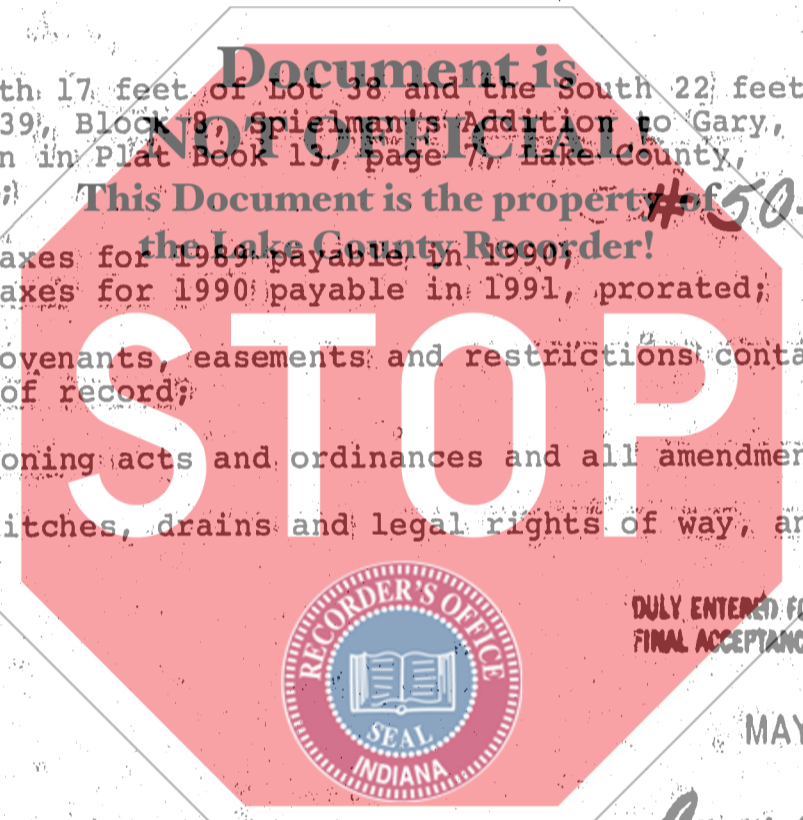 Document is
th 17 feet of Lot 38 and the South 22 feet
39, Block 8, Spielman's Addition to Gary,
NOT OFFICIAL!
n in Plat Book 13, page 7, Lake County,
This Document is the property of
#50
the Lake County Recorder!
axes for 1989 payable in 1990;
axes for 1990 payable in 1991, prorated;
STOP
ovenants, easements and restrictions conta
of record;
oning acts and ordinances and all amendmen
itches, drains and legal rights of way, an
DULY ENTERED FO
FINAL ACCEPTANC
RECORDER'S OFFICE
SEAL
INDIANA
MAY